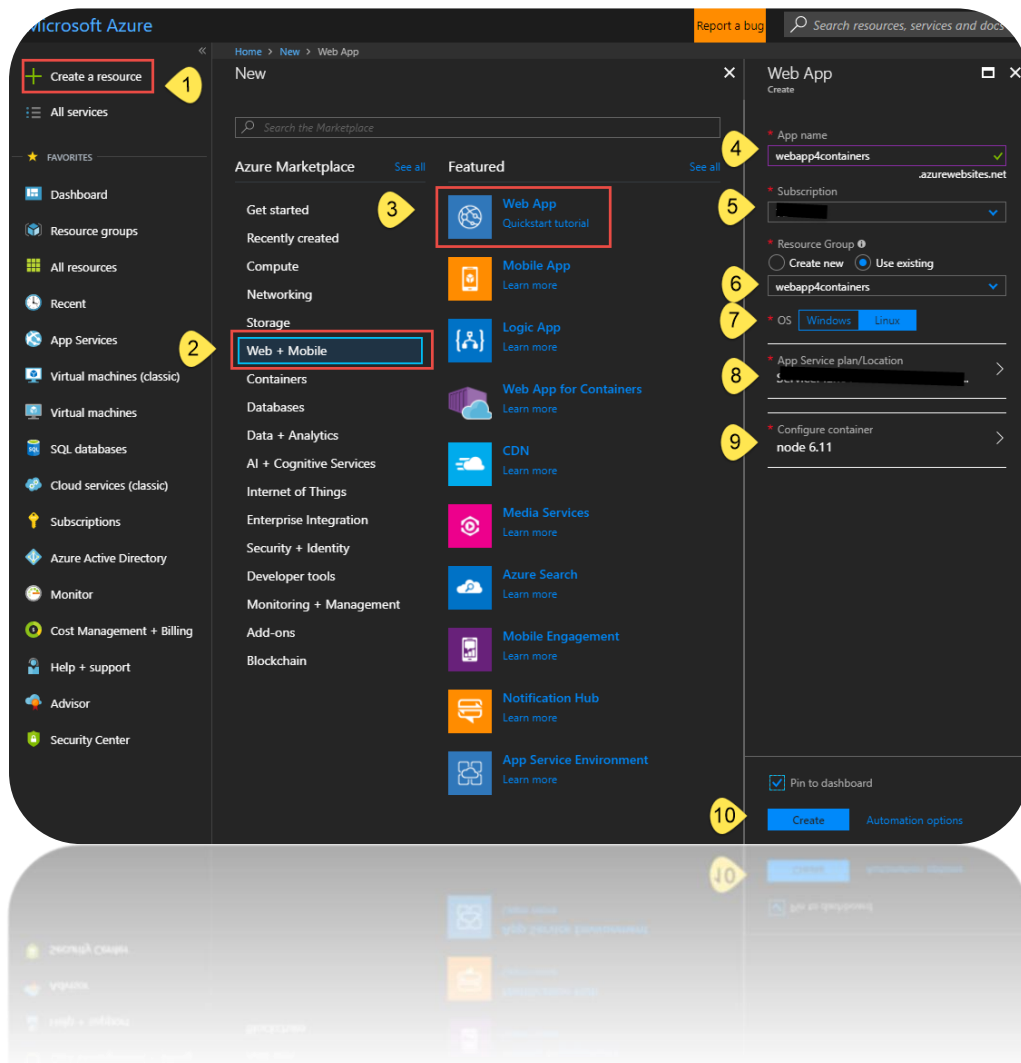 Microsoft Azure
Report a bug
Search resources, services and docs
Home > New > Web App
Create a resource
1
All services
FAVORITES
Dashboard
Resource groups
All resources
Recent
App Services
Virtual machines (classic)
Virtual machines
SQL databases
Cloud services (classic)
Subscriptions
Azure Active Directory
Monitor
Cost Management + Billing
Help + support
Advisor
Security Center
New
Search the Marketplace
Azure Marketplace
See all
Get started
Recently created
Compute
Networking
Storage
2
Web + Mobile
Containers
Databases
Data + Analytics
AI + Cognitive Services
Internet of Things
Enterprise Integration
Security + Identity
Developer tools
Monitoring + Management
Add-ons
Blockchain
Featured
See all
3
Web App
Quickstart tutorial
Mobile App
Learn more
Logic App
Learn more
Web App for Containers
Learn more
CDN
Learn more
Media Services
Learn more
Azure Search
Learn more
Mobile Engagement
Learn more
Notification Hub
Learn more
App Service Environment
Learn more
Web App
Create
4
* App name
webapp4containers
.azurewebsites.net
5
* Subscription
* Resource Group
Create new
Use existing
6
webapp4containers
7
* OS
Windows
Linux
8
* App Service plan/Location
9
* Configure container
node 6.11
Pin to dashboard
10
Create
Automation options